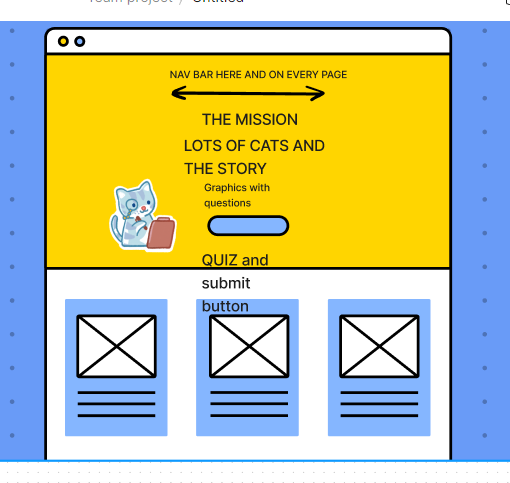 Team project / Untitled
NAV BAR HERE AND ON EVERY PAGE
THE MISSION
LOTS OF CATS AND
THE STORY
Graphics with
questions
QUIZ and
submit
button